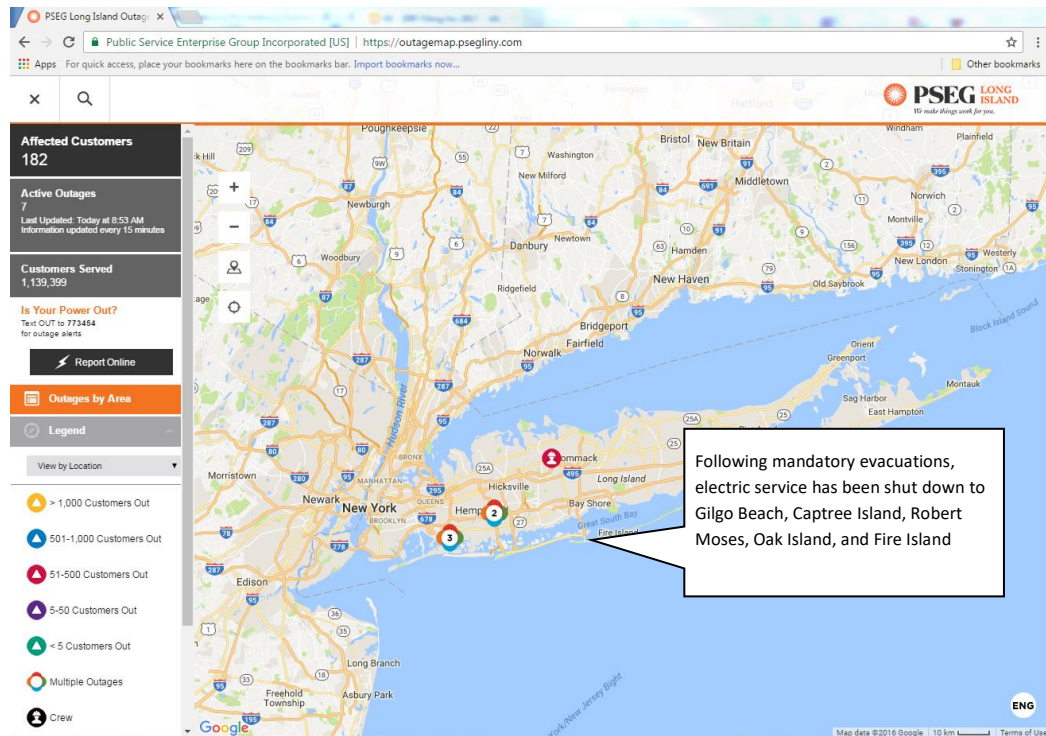 PSEG Long Island Outag
Public Service Enterprise Group Incorporated [US] | https://outagemap.psegliny.com
Apps For quick access, place your bookmarks here on the bookmarks bar. Import bookmarks now...
Other bookmarks
PSEG LONG ISLAND
We make things work for you.
Affected Customers
182
Active Outages
7
Last Updated: Today at 8:53 AM
Information updated every 15 minutes
Customers Served
1,139,399
Is Your Power Out?
Text OUT to 773454
for outage alerts
Report Online
Outages by Area
Legend
View by Location
> 1,000 Customers Out
501-1,000 Customers Out
51-500 Customers Out
5-50 Customers Out
< 5 Customers Out
Multiple Outages
Crew
Torrington
Hartford
Poughkeepsie
Washington
Bristol
New Britain
Windham
Plainfield
New Milford
Middletown
Newburgh
Norwich
Montville
Woodbury
Danbury
Newtown
Hamden
New London
Westerly
Stonington
Ridgefield
New Haven
Old Saybrook
Bridgeport
Fairfield
Norwalk
Block Island Sound
Orient
Greenport
Montauk
Sag Harbor
East Hampton
Hudson River
BRONX
MANHATTAN
Morristown
Newark
New York
QUEENS
BROOKLYN
Hicksville
Hemp
ommack
Long Island
Bay Shore
Great South Bay
Fire Island
Edison
Long Branch
Freehold
Township
Asbury Park
York/New Jersey Bight
Following mandatory evacuations,
electric service has been shut down to
Gilgo Beach, Captree Island, Robert
Moses, Oak Island, and Fire Island
2
3
ENG
Google
Map data ©2016 Google
10 km
Terms of Use